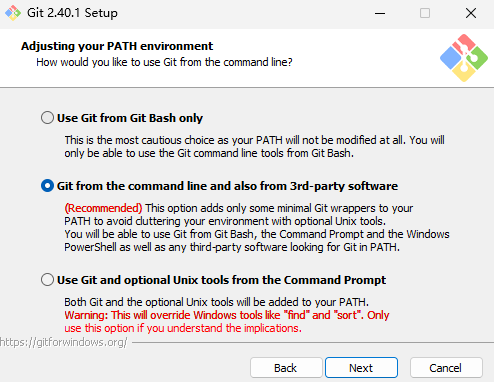 Git 2.40.1 Setup
Adjusting your PATH environment
How would you like to use Git from the command line?
Use Git from Git Bash only
This is the most cautious choice as your PATH will not be modified at all. You will
only be able to use the Git command line tools from Git Bash.
Git from the command line and also from 3rd-party software
(Recommended) This option adds only some minimal Git wrappers to your
PATH to avoid cluttering your environment with optional Unix tools.
You will be able to use Git from Git Bash, the Command Prompt and the Windows
PowerShell as well as any third-party software looking for Git in PATH.
Use Git and optional Unix tools from the Command Prompt
Both Git and the optional Unix tools will be added to your PATH.
Warning: This will override Windows tools like "find" and "sort". Only
use this option if you understand the implications.
https://gitforwindows.org/
Back
Next
Cancel